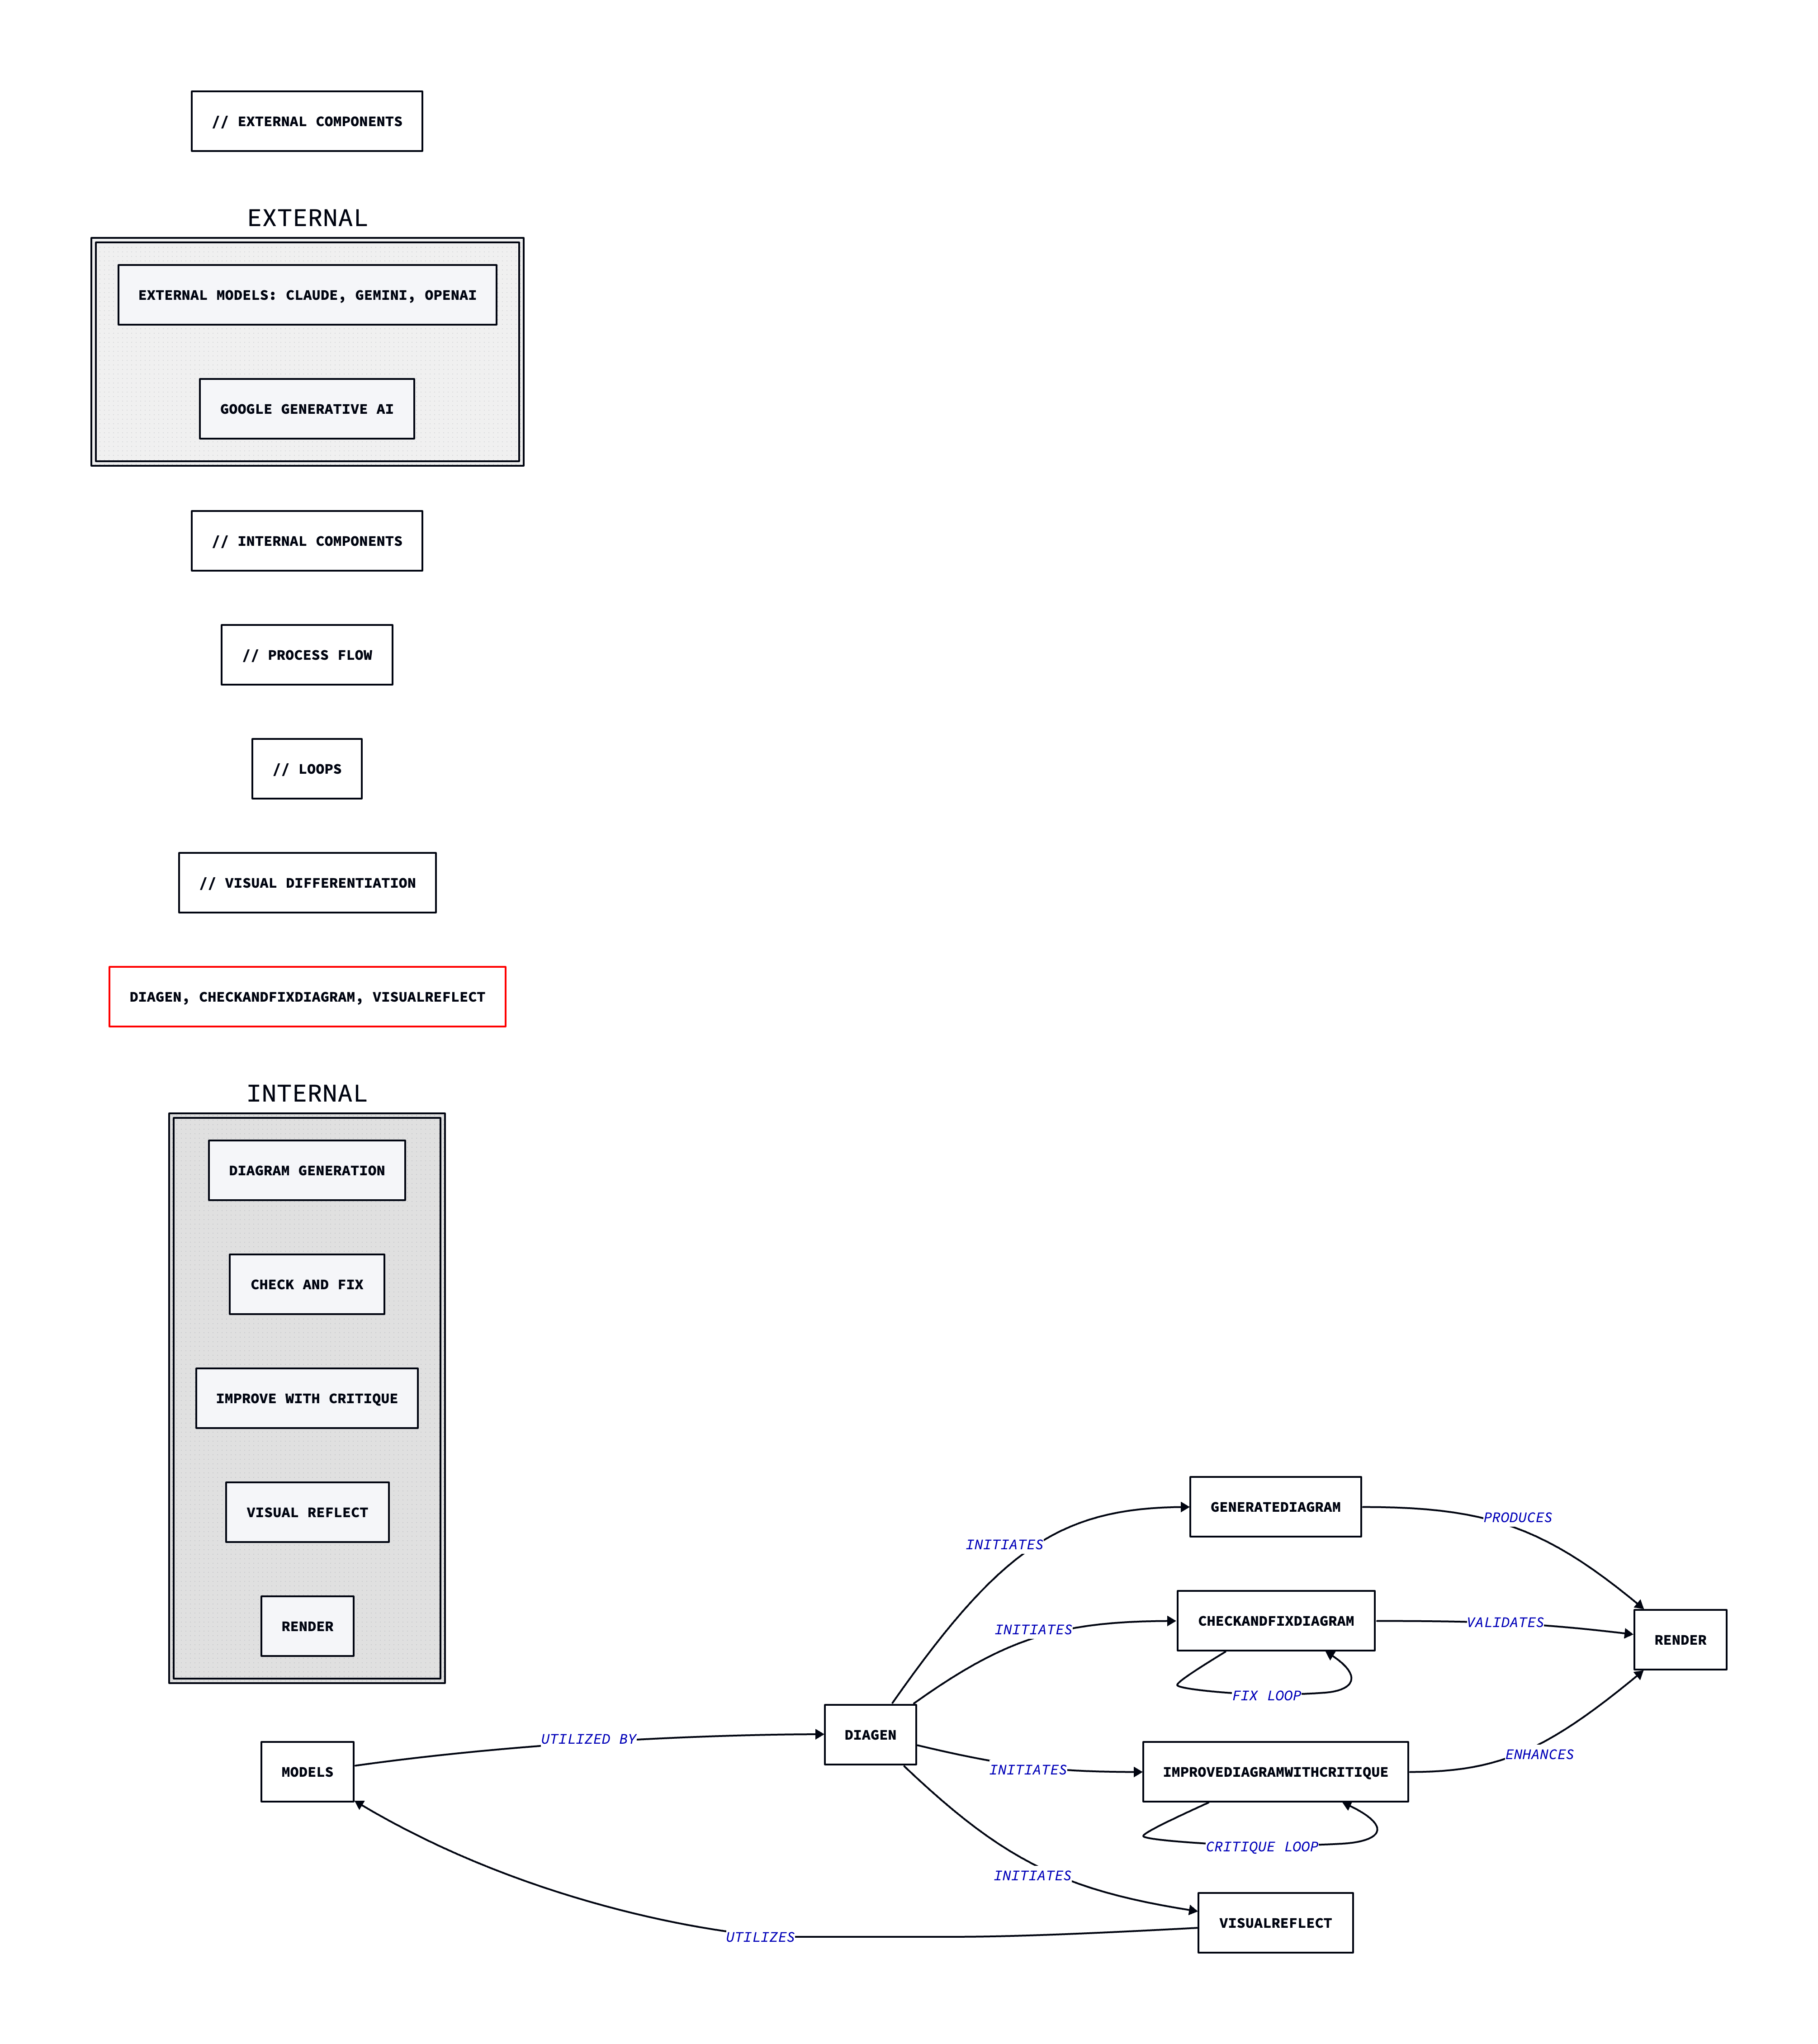 // EXTERNAL COMPONENTS
EXTERNAL
EXTERNAL MODELS: CLAUDE, GEMINI, OPENAI
GOOGLE GENERATIVE AI
// INTERNAL COMPONENTS
// PROCESS FLOW
// LOOPS
// VISUAL DIFFERENTIATION
DIAGEN, CHECKANDFIXDIAGRAM, VISUALREFLECT
INTERNAL
DIAGRAM GENERATION
CHECK AND FIX
IMPROVE WITH CRITIQUE
VISUAL REFLECT
RENDER
MODELS
UTILIZED BY
UTILIZES
DIAGEN
INITIATES
INITIATES
INITIATES
INITIATES
GENERATEDIAGRAM
CHECKANDFIXDIAGRAM
FIX LOOP
IMPROVEDIAGRAMWITHCRITIQUE
CRITIQUE LOOP
VISUALREFLECT
PRODUCES
VALIDATES
ENHANCES
RENDER